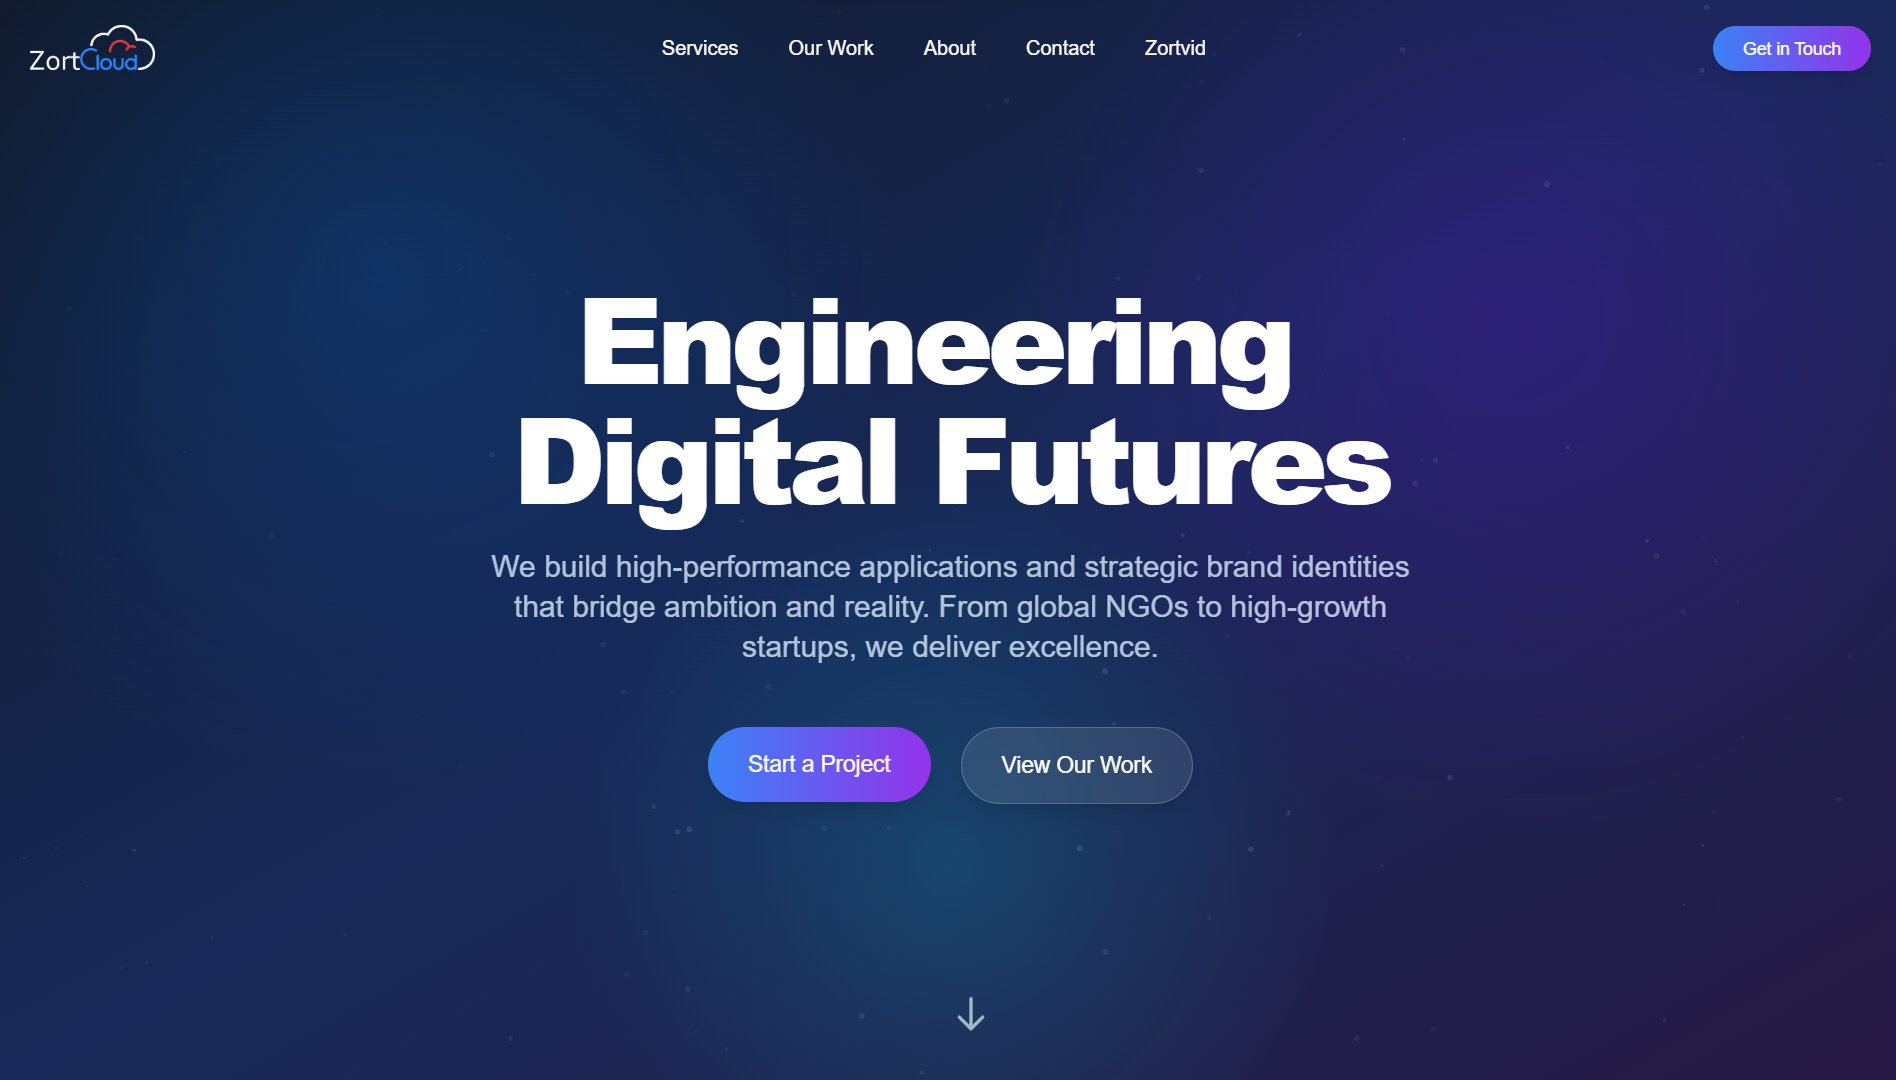 ZortCloud
Services
Our Work
About
Contact
Zortvid
Get in Touch
Engineering
Digital Futures
We build high-performance applications and strategic brand identities
that bridge ambition and reality. From global NGOs to high-growth
startups, we deliver excellence.
Start a Project
View Our Work